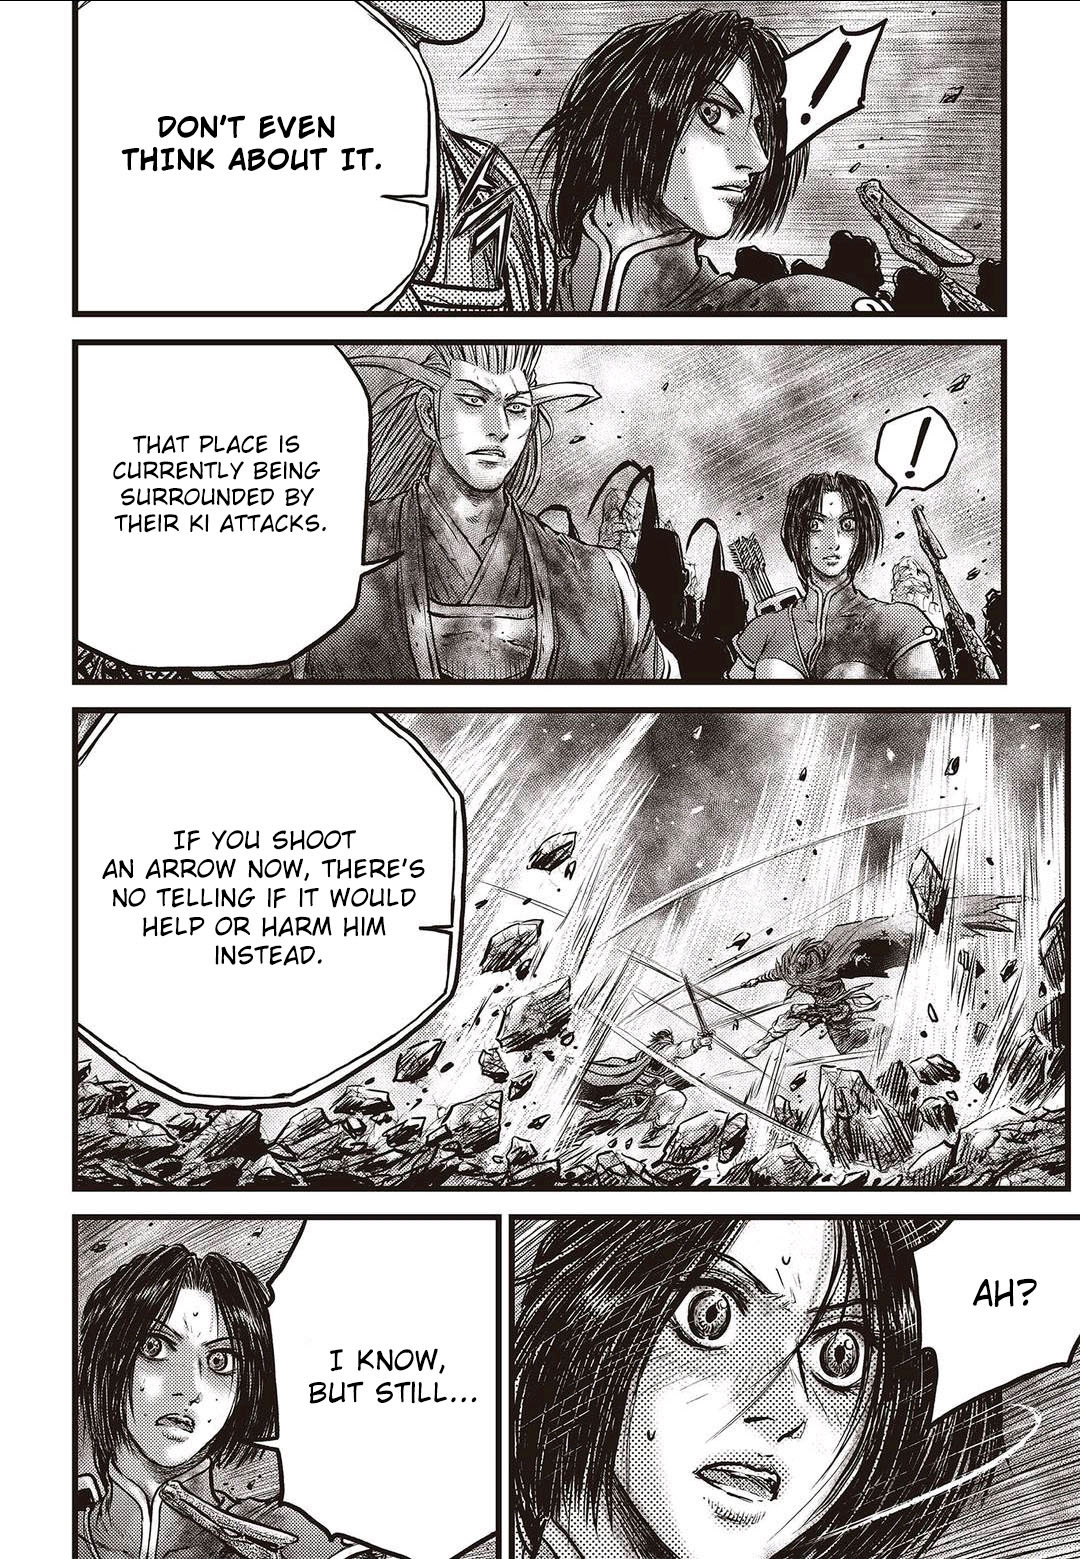 !
DON'T EVEN
THINK ABOUT IT.
THAT PLACE IS
CURRENTLY BEING
SURROUNDED BY
THEIR KI ATTACKS.
!
IF YOU SHOOT
AN ARROW NOW, THERE'S
NO TELLING IF IT WOULD
HELP OR HARM HIM
INSTEAD.
I KNOW,
BUT STILL...
AH?